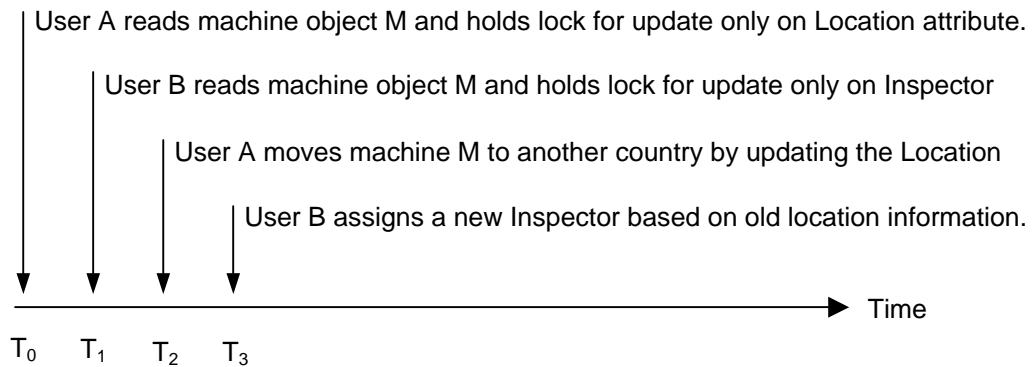 User A reads machine object M and holds lock for update only on Location attribute.
User B reads machine object M and holds lock for update only on Inspector
User A moves machine M to another country by updating the Location
User B assigns a new Inspector based on old location information.
Time
T0 T1 T2 T3